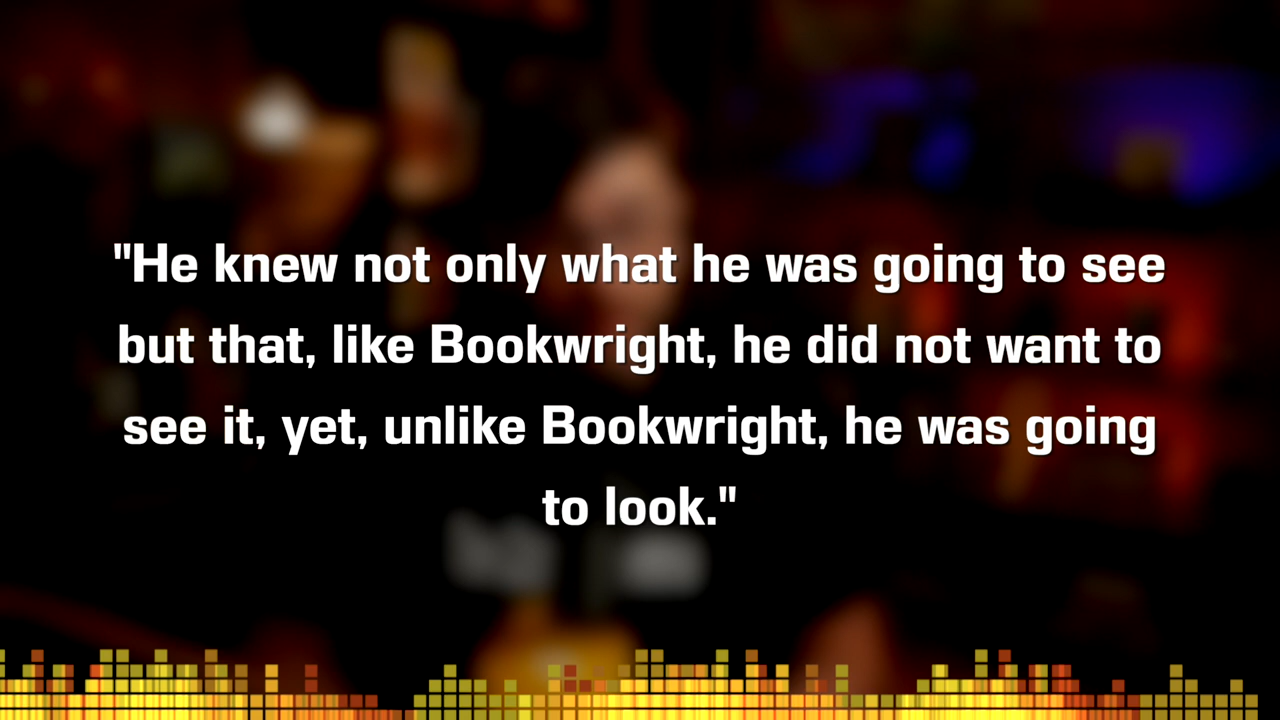 "He knew not only what he was going to see
but that, like Bookwright, he did not want to
see it, yet, unlike Bookwright, he was going
to look."